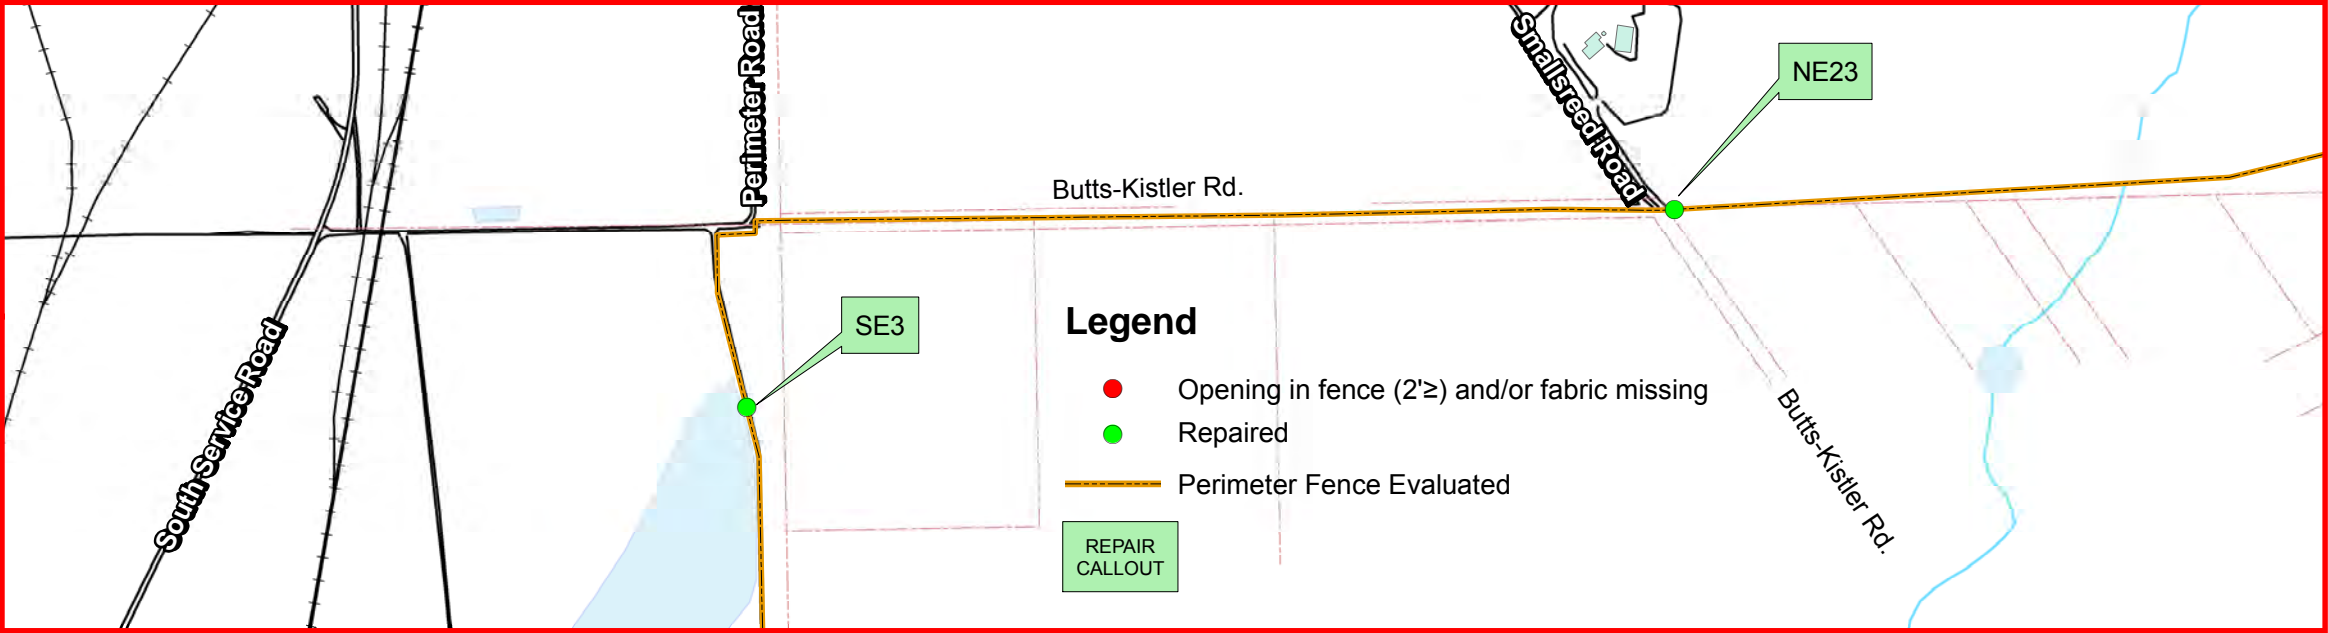 Perimeter Road
Smallsreed Road
NE23
Butts-Kistler Rd.
South Service Road
SE3
Legend
Opening in fence (2'≥) and/or fabric missing
Repaired
Perimeter Fence Evaluated
REPAIR
CALLOUT
Butts-Kistler Rd.